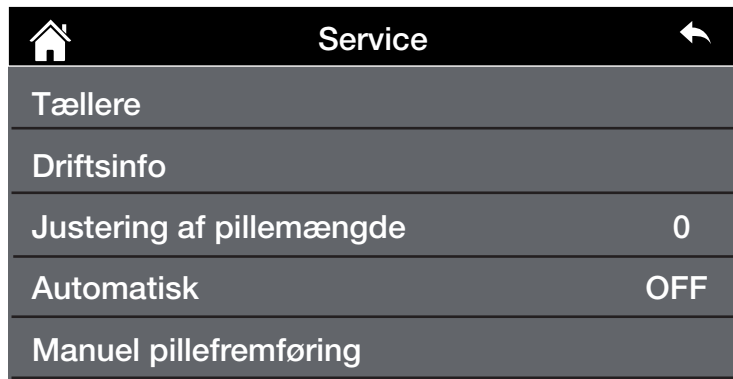 Service
Tællere
Driftsinfo
Justering af pillemængde 0
Automatisk OFF
Manuel pillefremføring